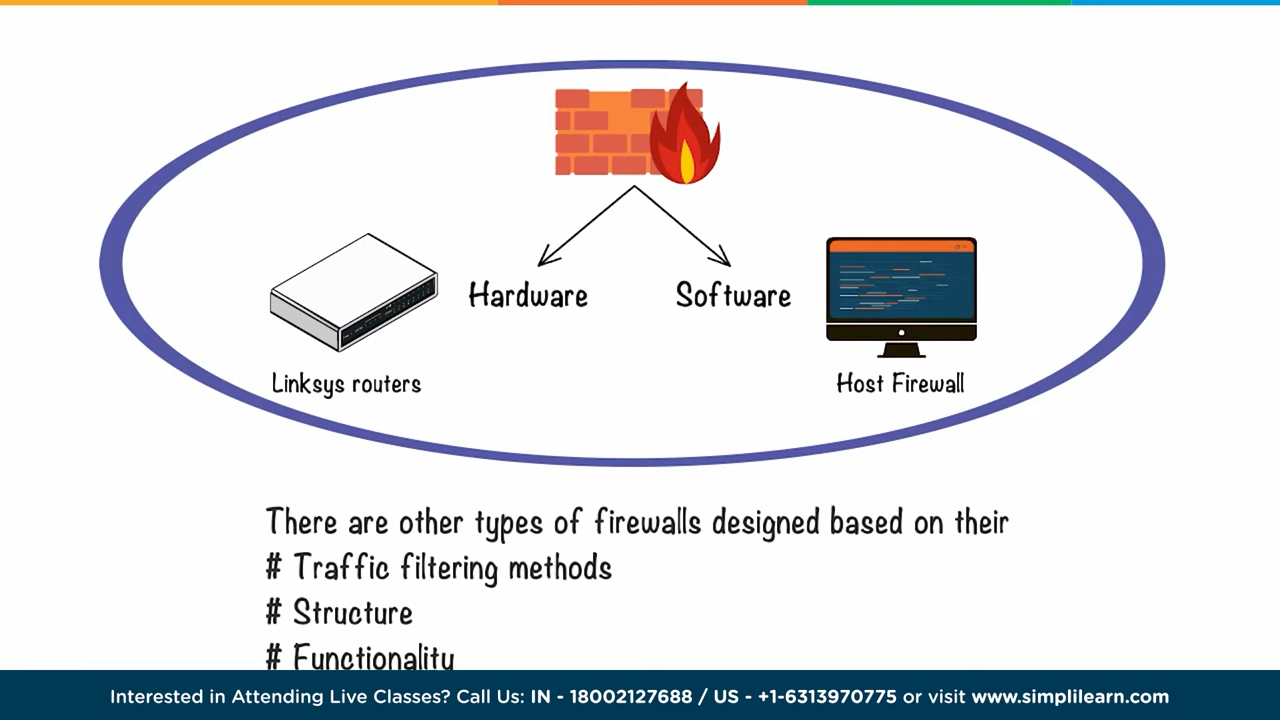 Hardware
Software
Linksys routers
Host Firewall
There are other types of firewalls designed based on their
# Traffic filtering methods
# Structure
# Functionality
Interested in Attending Live Classes? Call Us: IN - 18002127688 / US - +1-6313970775 or visit www.simplilearn.com